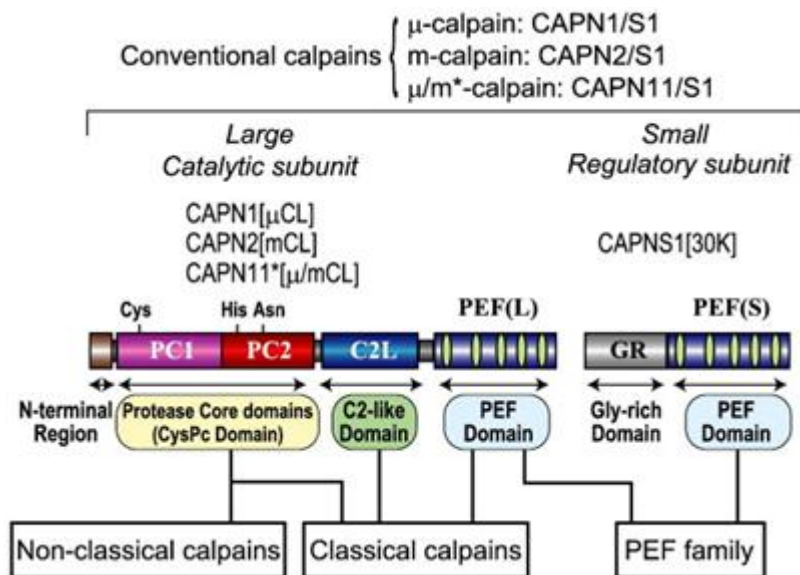 Conventional calpains
μ-calpain: CAPN1/S1
m-calpain: CAPN2/S1
μ/m*-calpain: CAPN11/S1
Large
Catalytic subunit
Small
Regulatory subunit
CAPN1[μCL]
CAPN2[mCL]
CAPN11*[μ/mCL]
CAPNS1[30K]
Cys
His Asn
PEF(L)
PEF(S)
PC1
PC2
C2L
GR
N-terminal
Region
Protease Core domains
(CysPc Domain)
C2-like
Domain
PEF
Domain
Gly-rich
Domain
PEF
Domain
Non-classical calpains
Classical calpains
PEF family